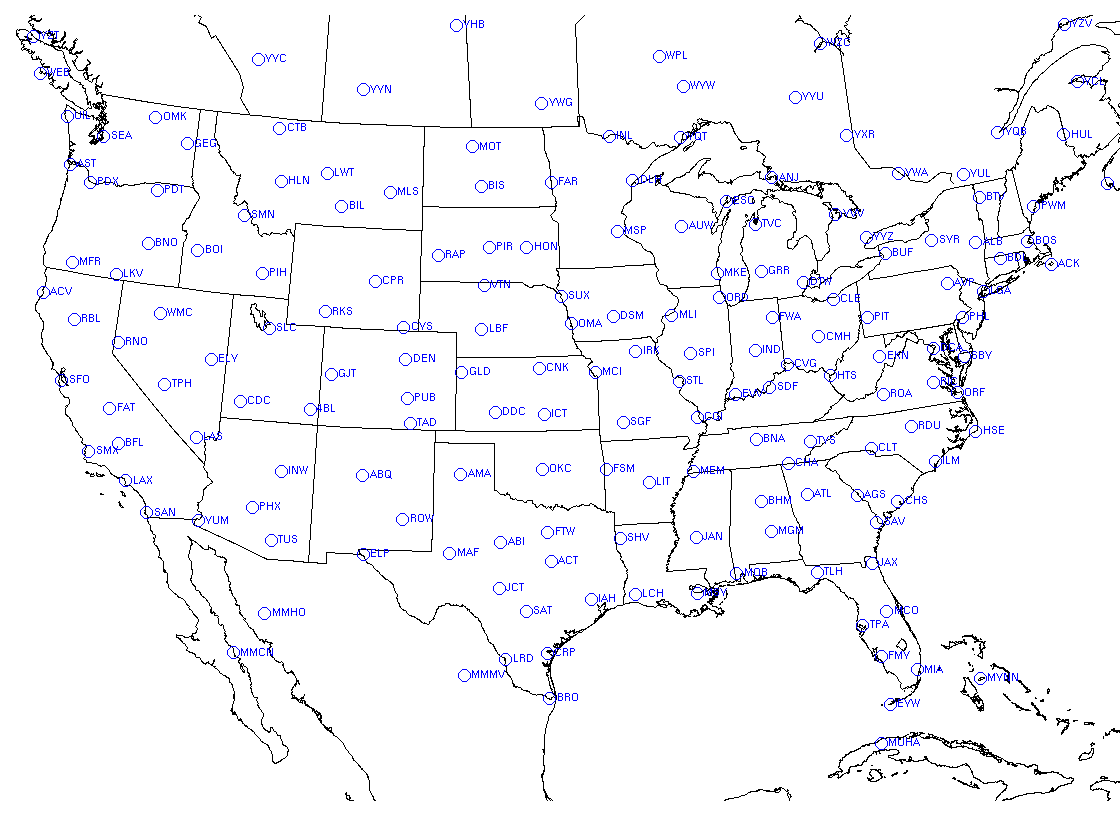 YHB
YZV
YZT
WZC
YYC
WPL
WEB
YYN
WYW
YYU
YWG
UIL
OMK
CTB
SEA
INL
YQT
YXR
YQB
HUL
GEG
MOT
AST
LWT
YWA
YUL
PDX
PDT
HLN
MLS
BIS
FAR
DLH
ANJ
BTV
BIL
ESC
PWM
SMN
MSP
AUW
TVC
YVV
YYZ
BNO
BOI
RAP
PIR
HON
SYR
ALB
BOS
BUF
BDL
ACK
MFR
LKV
PIH
CPR
VTN
MKE
GRR
DTW
AVP
LGA
ACV
SUX
ORD
CLE
RBL
WMC
RKS
OMA
DSM
MLI
FWA
PIT
PHL
SLC
CYS
LBF
RNO
ELY
DEN
IRK
SPI
IND
CMH
EKN
DCA
SBY
SFO
TPH
GJT
GLD
CNK
MCI
STL
CVG
HTS
SDF
RIC
CDC
4BL
PUB
EVV
ROA
ORF
FAT
DDC
ICT
SGF
CGI
TAD
RDU
HSE
LAS
BFL
BNA
TYS
SMX
CLT
INW
ABQ
AMA
OKC
FSM
MEM
CHA
ILM
LAX
LIT
PHX
BHM
ATL
AGS
CHS
SAN
YUM
ROW
SAV
TUS
ABI
FTW
SHV
JAN
MGM
ELP
MAF
ACT
JAX
JCT
MOB
TLH
LCH
IAH
MMHO
SAT
MCO
TPA
MMCN
LRD
CRP
FMY
MMMV
MIA
MYNN
BRO
EYW
MUHA